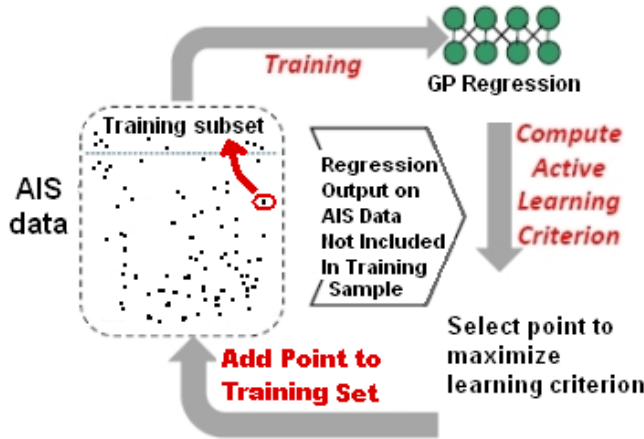 Training
GP Regression
Training subset
AIS
data
Regression
Output on
AIS Data
Not Included
In Training
Sample
Compute
Active
Learning
Criterion
Select point to
maximize
learning criterion
Add Point to
Training Set